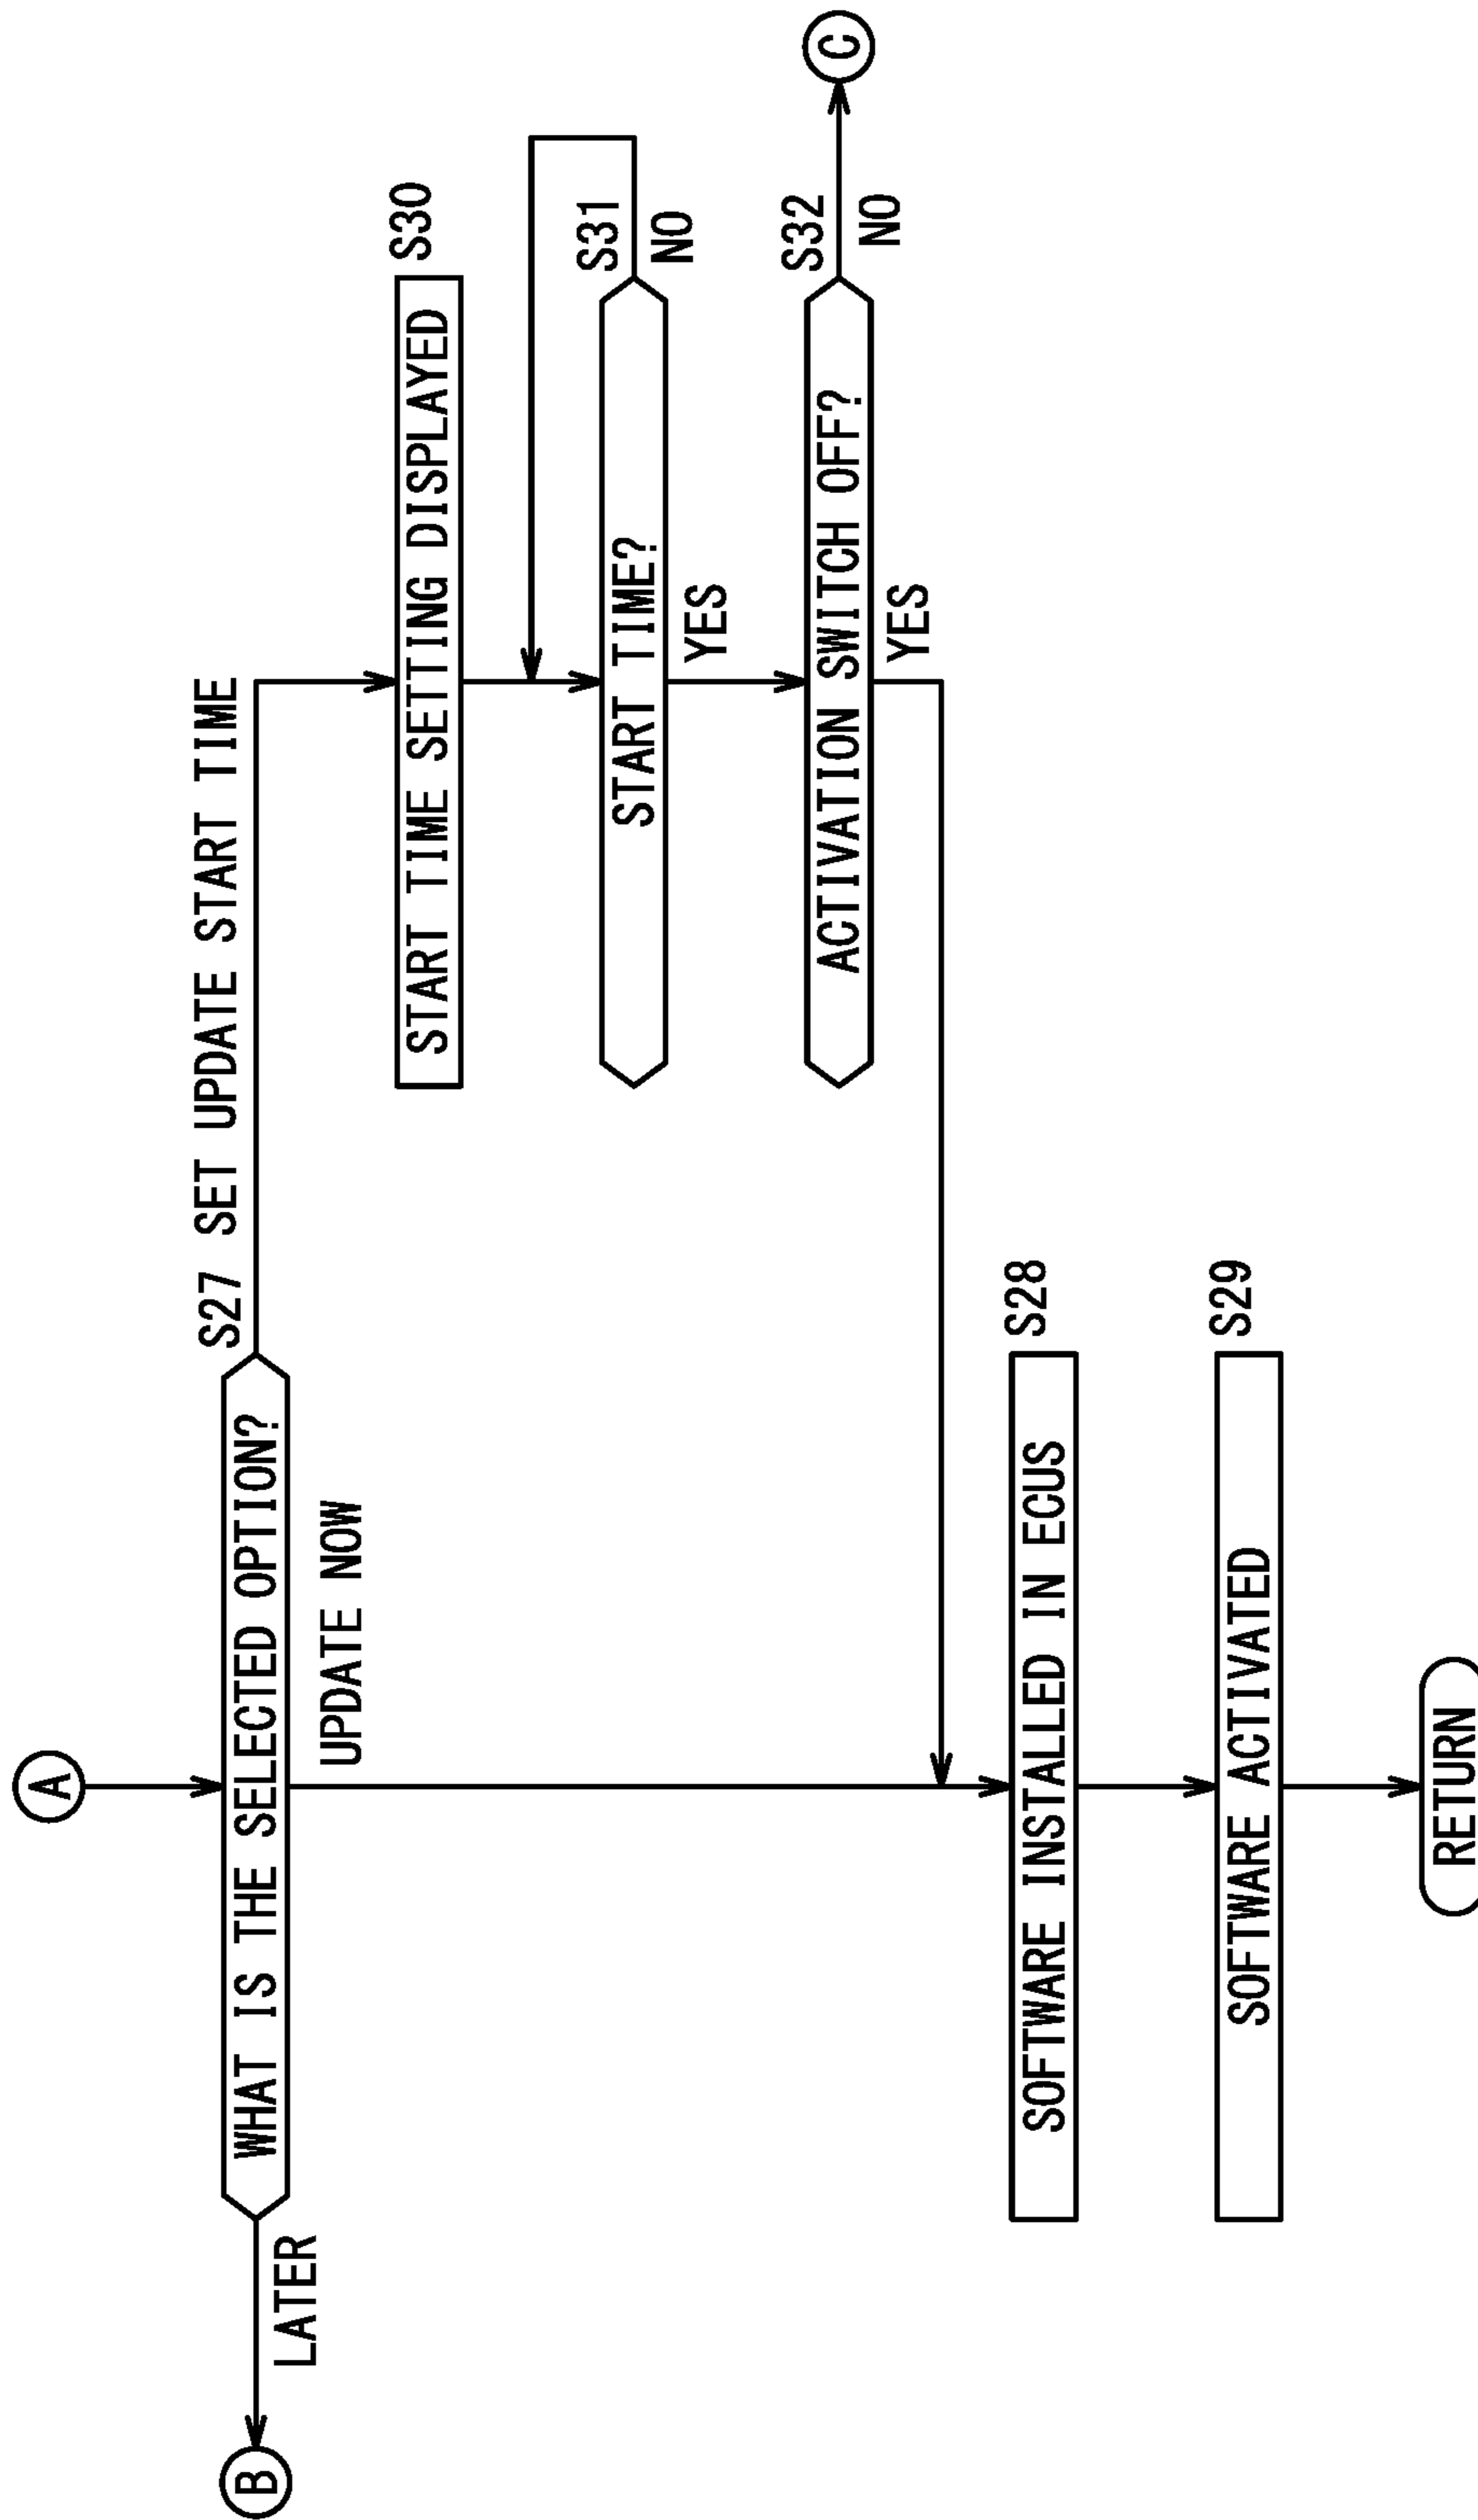 A
S27
SET UPDATE START TIME
B
LATER
WHAT IS THE SELECTED OPTION?
UPDATE NOW
S30
START TIME SETTING DISPLAYED
S31
START TIME?
NO
YES
S32
ACTIVATION SWITCH OFF?
C
NO
YES
S28
SOFTWARE INSTALLED IN ECUS
S29
SOFTWARE ACTIVATED
RETURN